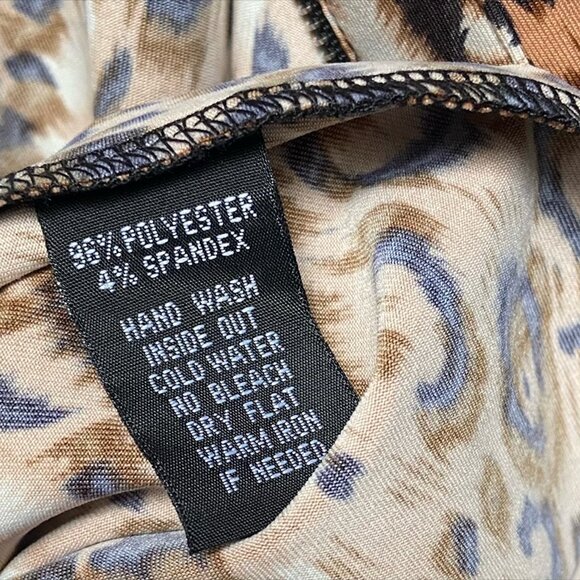 96% POLYESTER
4% SPANDEX
HAND WASH
INSIDE OUT
COLD WATER
NO BLEACH
DRY FLAT
WARM IRON
IF NEEDED